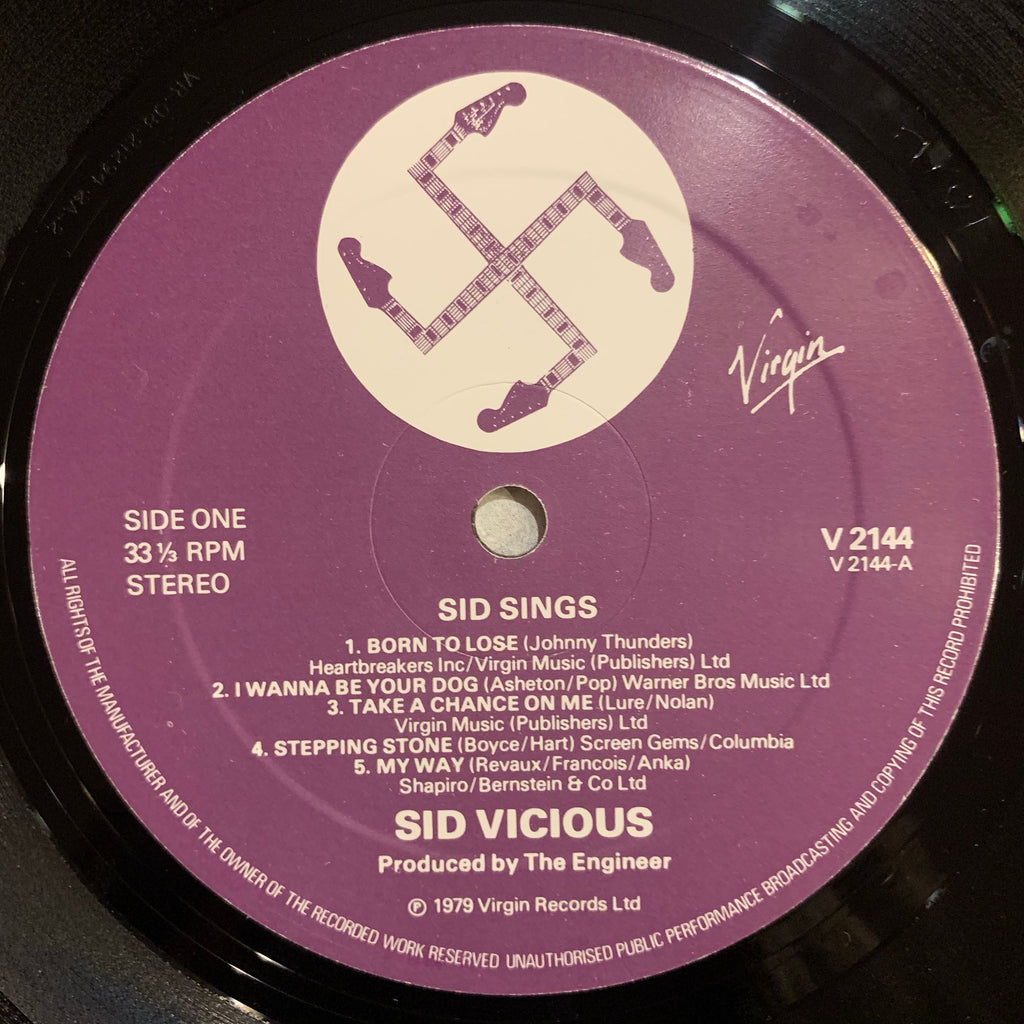 Virgin
SIDE ONE
33 ⅓ RPM
STEREO
V 2144
V 2144-A
SID SINGS
1. BORN TO LOSE (Johnny Thunders)
Heartbreakers Inc/Virgin Music (Publishers) Ltd
2. I WANNA BE YOUR DOG (Asheton/Pop) Warner Bros Music Ltd
3. TAKE A CHANCE ON ME (Lure/Nolan)
Virgin Music (Publishers) Ltd
4. STEPPING STONE (Boyce/Hart) Screen Gems/Columbia
5. MY WAY (Revaux/Francois/Anka)
Shapiro/Bernstein & Co Ltd
SID VICIOUS
Produced by The Engineer
℗ 1979 Virgin Records Ltd
ALL RIGHTS OF THE MANUFACTURER AND OF THE OWNER OF THE RECORDED WORK RESERVED UNAUTHORISED PUBLIC PERFORMANCE BROADCASTING AND COPYING OF THIS RECORD PROHIBITED